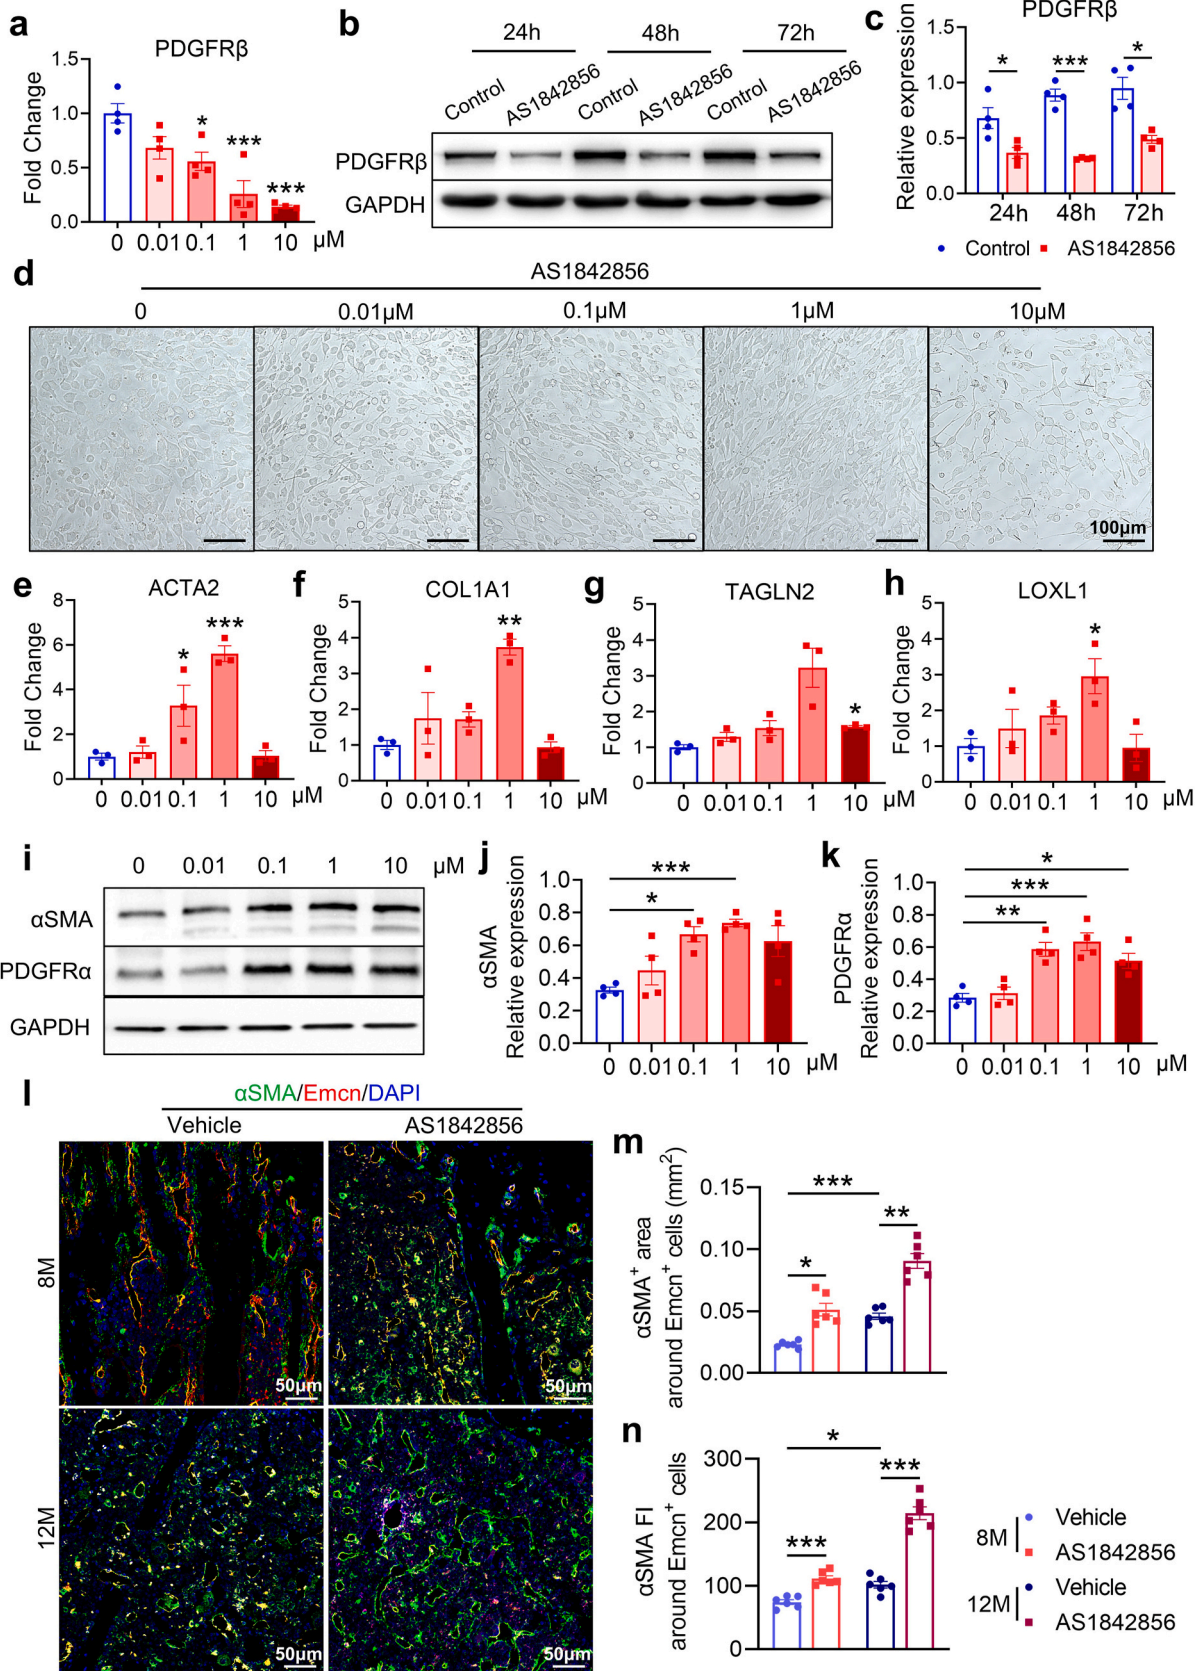 a
PDGFRβ
Fold Change
1.5
1.0
0.5
0.0
*
***
***
0 0.01 0.1 1 10 μM
b
24h 48h 72h
Control AS1842856 Control AS1842856 Control AS1842856
PDGFRβ
GAPDH
c
PDGFRβ
Relative expression
1.5
1.0
0.5
0.0
* *** *
24h 48h 72h
Control AS1842856
d
AS1842856
0 0.01μM 0.1μM 1μM 10μM
100μm
e
ACTA2
Fold Change
8
6
4
2
0
* ***
0 0.01 0.1 1 10 μM
f
COL1A1
Fold Change
5
4
3
2
1
0
**
0 0.01 0.1 1 10 μM
g
TAGLN2
Fold Change
5
4
3
2
1
0
*
0 0.01 0.1 1 10 μM
h
LOXL1
Fold Change
5
4
3
2
1
0
*
0 0.01 0.1 1 10 μM
i
0 0.01 0.1 1 10 μM
αSMA
PDGFRα
GAPDH
j
αSMA
Relative expression
1.0
0.8
0.6
0.4
0.2
0.0
***
*
0 0.01 0.1 1 10 μM
k
PDGFRα
Relative expression
1.0
0.8
0.6
0.4
0.2
0.0
*
***
**
0 0.01 0.1 1 10 μM
l
αSMA/Emcn/DAPI
Vehicle AS1842856
8M
50μm 50μm
12M
50μm 50μm
m
αSMA⁺ area
around Emcn⁺ cells (mm²)
0.15
0.10
0.05
0.00
***
**
*
n
αSMA FI
around Emcn⁺ cells
300
200
100
0
*
***
***
8M
Vehicle
AS1842856
12M
Vehicle
AS1842856